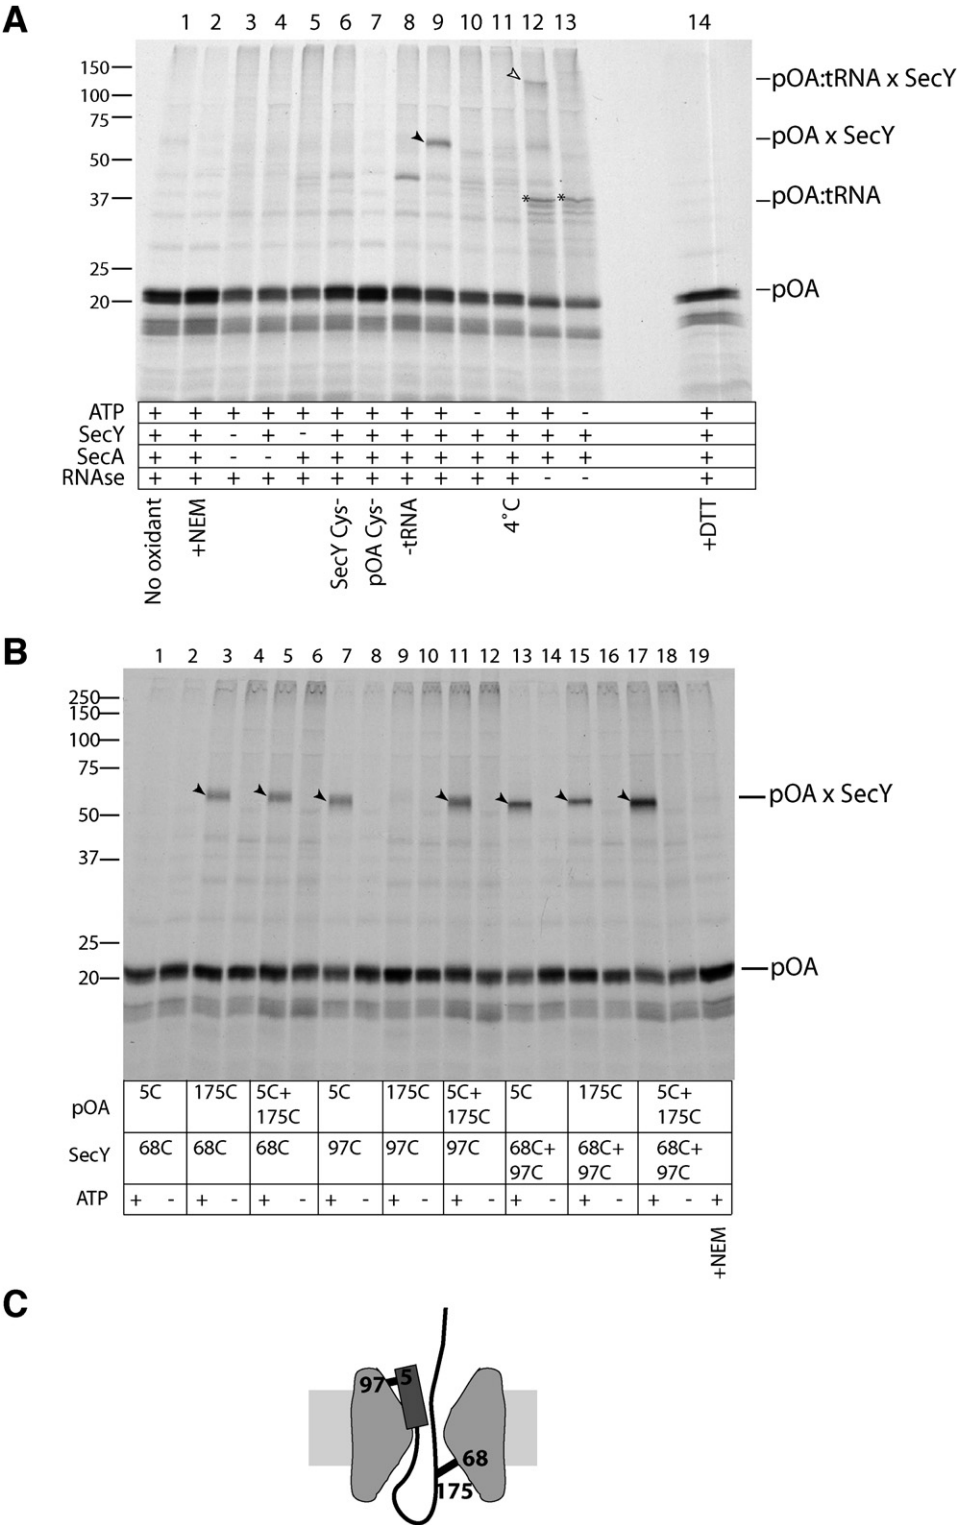 A
1 2 3 4 5 6 7 8 9 10 11 12 13 14
150
100
75
50
37
25
20
pOA:tRNA x SecY
pOA x SecY
pOA:tRNA
pOA
* *
ATP + + + + + + + + + - + + - +
SecY + + - + - + + + + + + + + +
SecA + + - - + + + + + + + + + +
RNAse + + + + + + + + + + + - - +
No oxidant
+NEM
SecY Cys-
pOA Cys-
-tRNA
4°C
+DTT
B
1 2 3 4 5 6 7 8 9 10 11 12 13 14 15 16 17 18 19
250
150
100
75
50
37
25
20
pOA x SecY
pOA
pOA 5C 175C 5C+ 5C 175C 5C+ 5C 175C 5C+
175C 175C 175C
SecY 68C 68C 68C 97C 97C 97C 68C+ 68C+ 68C+
97C 97C 97C
ATP + - + - + - + - + - + - + - + - + - +
+NEM
C
97 5
68
175